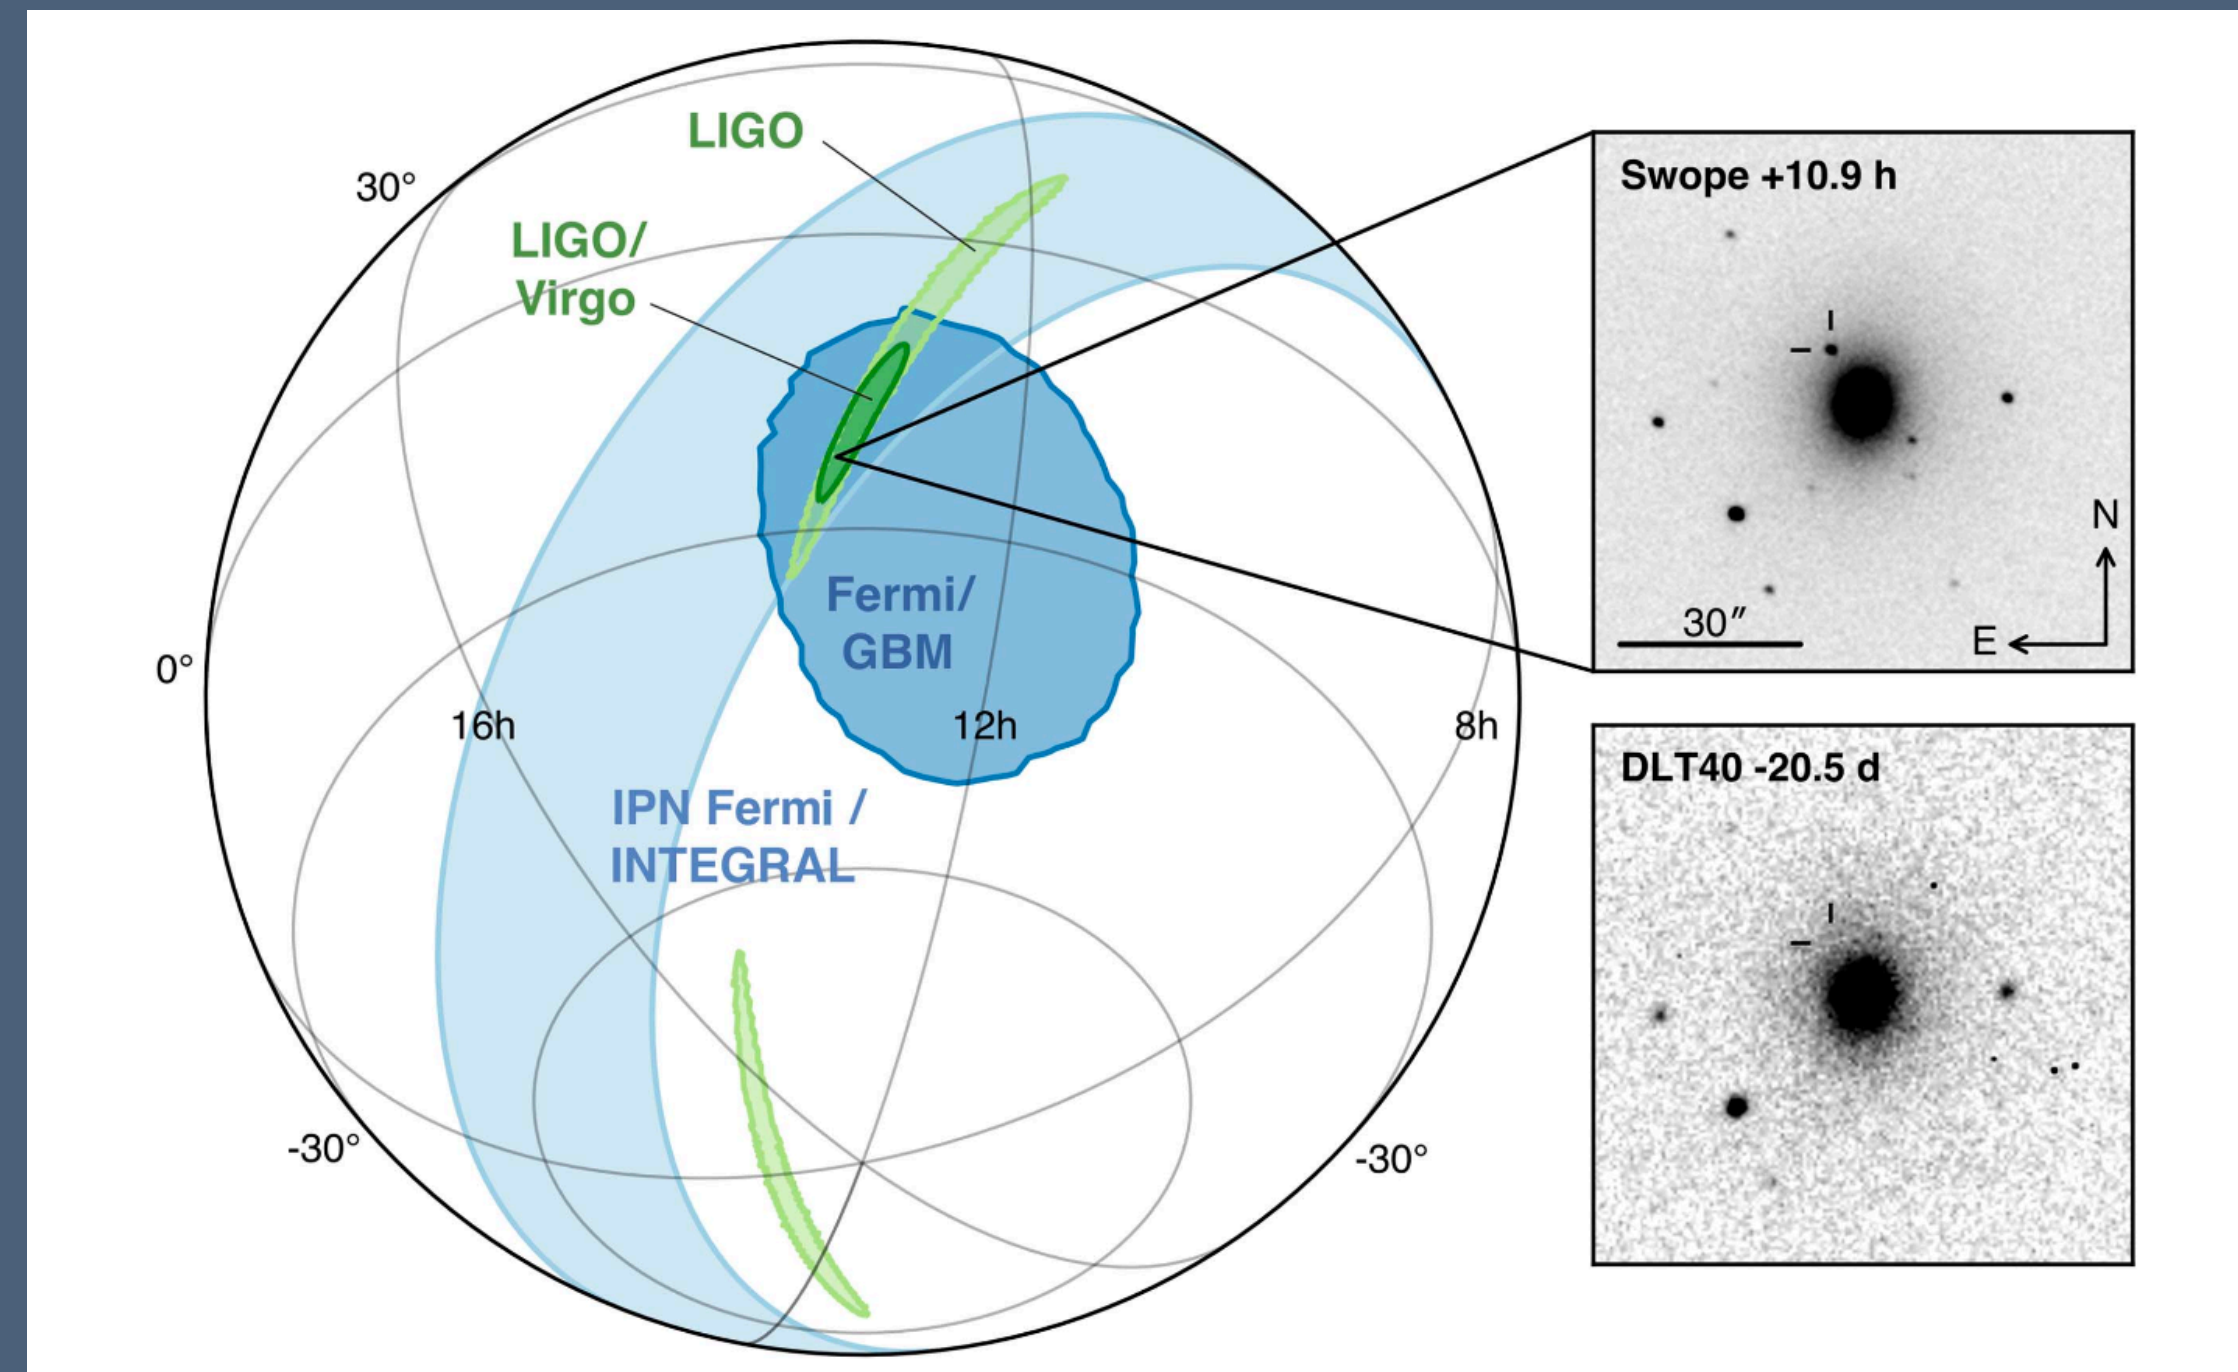 LIGO
30°
LIGO/
Virgo
0°
16h
12h
8h
Fermi/
GBM
IPN Fermi /
INTEGRAL
-30°
-30°
Swope +10.9 h
N
30″
E
DLT40 -20.5 d